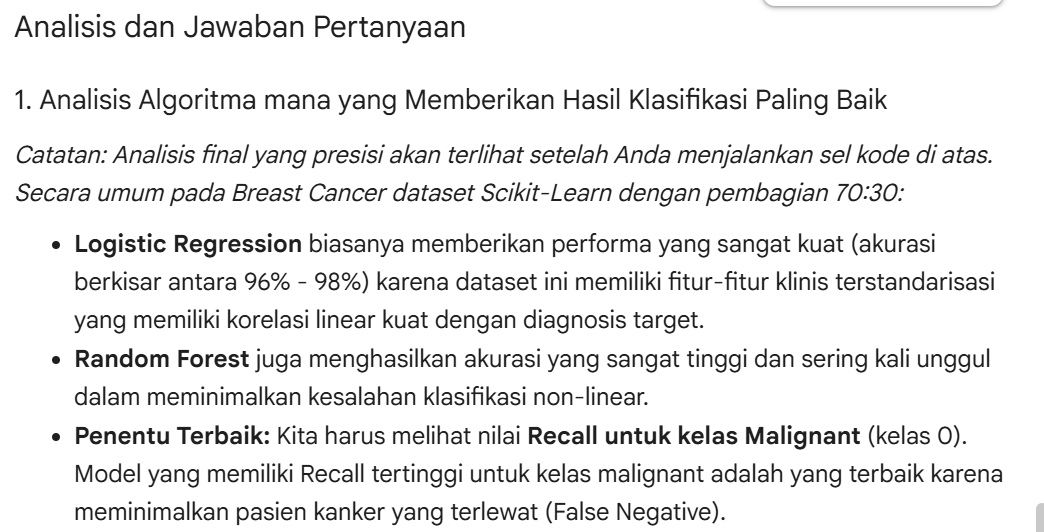 Analisis dan Jawaban Pertanyaan
1. Analisis Algoritma mana yang Memberikan Hasil Klasifikasi Paling Baik
Catatan: Analisis final yang presisi akan terlihat setelah Anda menjalankan sel kode di atas.
Secara umum pada Breast Cancer dataset Scikit-Learn dengan pembagian 70:30:
• Logistic Regression biasanya memberikan performa yang sangat kuat (akurasi
berkisar antara 96% - 98%) karena dataset ini memiliki fitur-fitur klinis terstandarisasi
yang memiliki korelasi linear kuat dengan diagnosis target.
• Random Forest juga menghasilkan akurasi yang sangat tinggi dan sering kali unggul
dalam meminimalkan kesalahan klasifikasi non-linear.
• Penentu Terbaik: Kita harus melihat nilai Recall untuk kelas Malignant (kelas 0).
Model yang memiliki Recall tertinggi untuk kelas malignant adalah yang terbaik karena
meminimalkan pasien kanker yang terlewat (False Negative).